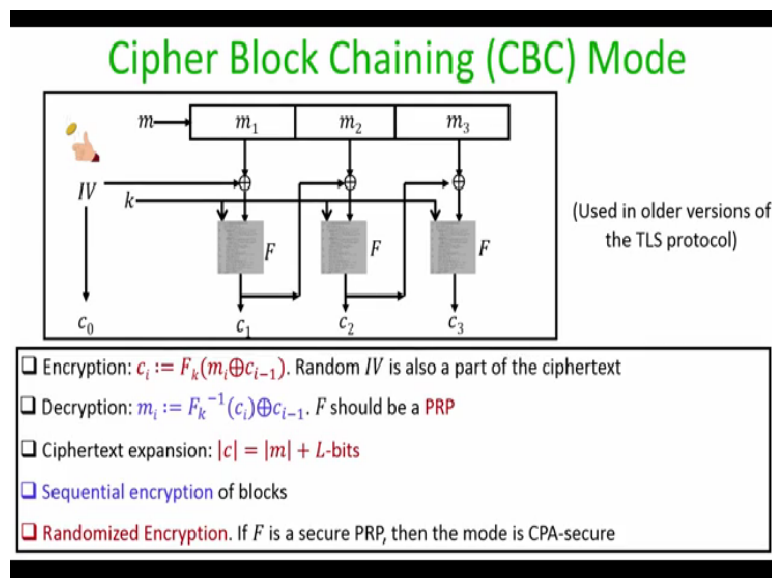 Cipher Block Chaining (CBC) Mode
m m₁ m₂ m₃
IV
k
F F F
(Used in older versions of
the TLS protocol)
c₀ c₁ c₂ c₃
❑ Encryption: cᵢ := Fₖ(mᵢ⊕cᵢ₋₁). Random IV is also a part of the ciphertext
❑ Decryption: mᵢ := Fₖ⁻¹(cᵢ)⊕cᵢ₋₁. F should be a PRP
❑ Ciphertext expansion: |c| = |m| + L-bits
❑ Sequential encryption of blocks
❑ Randomized Encryption. If F is a secure PRP, then the mode is CPA-secure